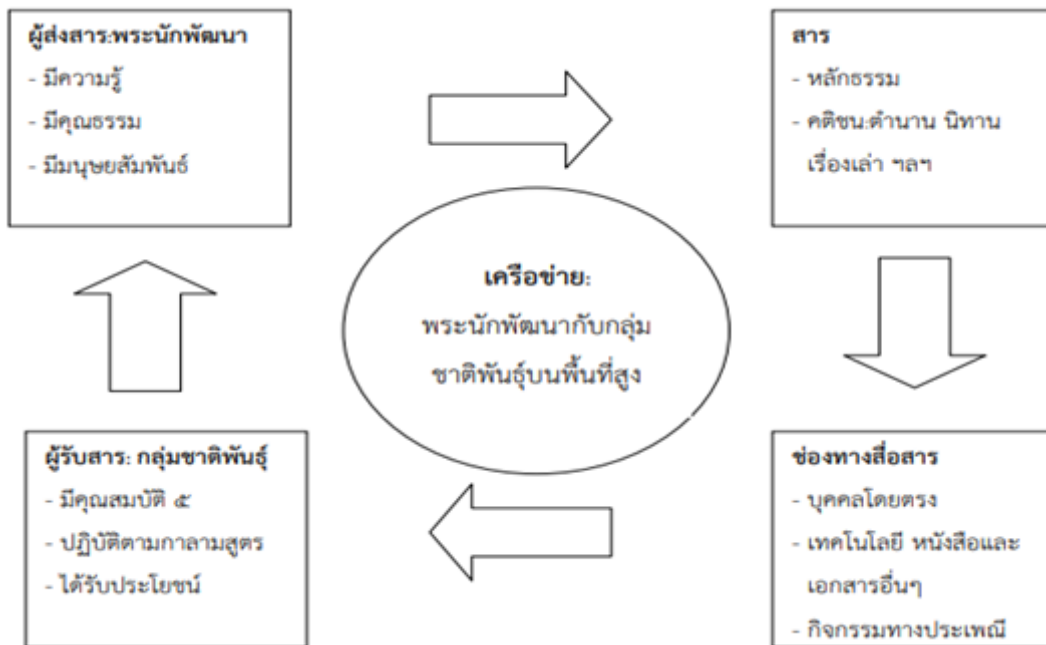 ผู้ส่งสาร:พระนักพัฒนา
- มีความรู้
- มีคุณธรรม
- มีมนุษยสัมพันธ์
สาร
- หลักธรรม
- คติชน:ตำนาน นิทาน
เรื่องเล่า ฯลฯ
เครือข่าย:
พระนักพัฒนากับกลุ่ม
ชาติพันธุ์บนพื้นที่สูง
ช่องทางสื่อสาร
- บุคคลโดยตรง
- เทคโนโลยี หนังสือและ
เอกสารอื่นๆ
- กิจกรรมทางประเพณี
ผู้รับสาร: กลุ่มชาติพันธุ์
- มีคุณสมบัติ ๕
- ปฏิบัติตามกาลามสูตร
- ได้รับประโยชน์